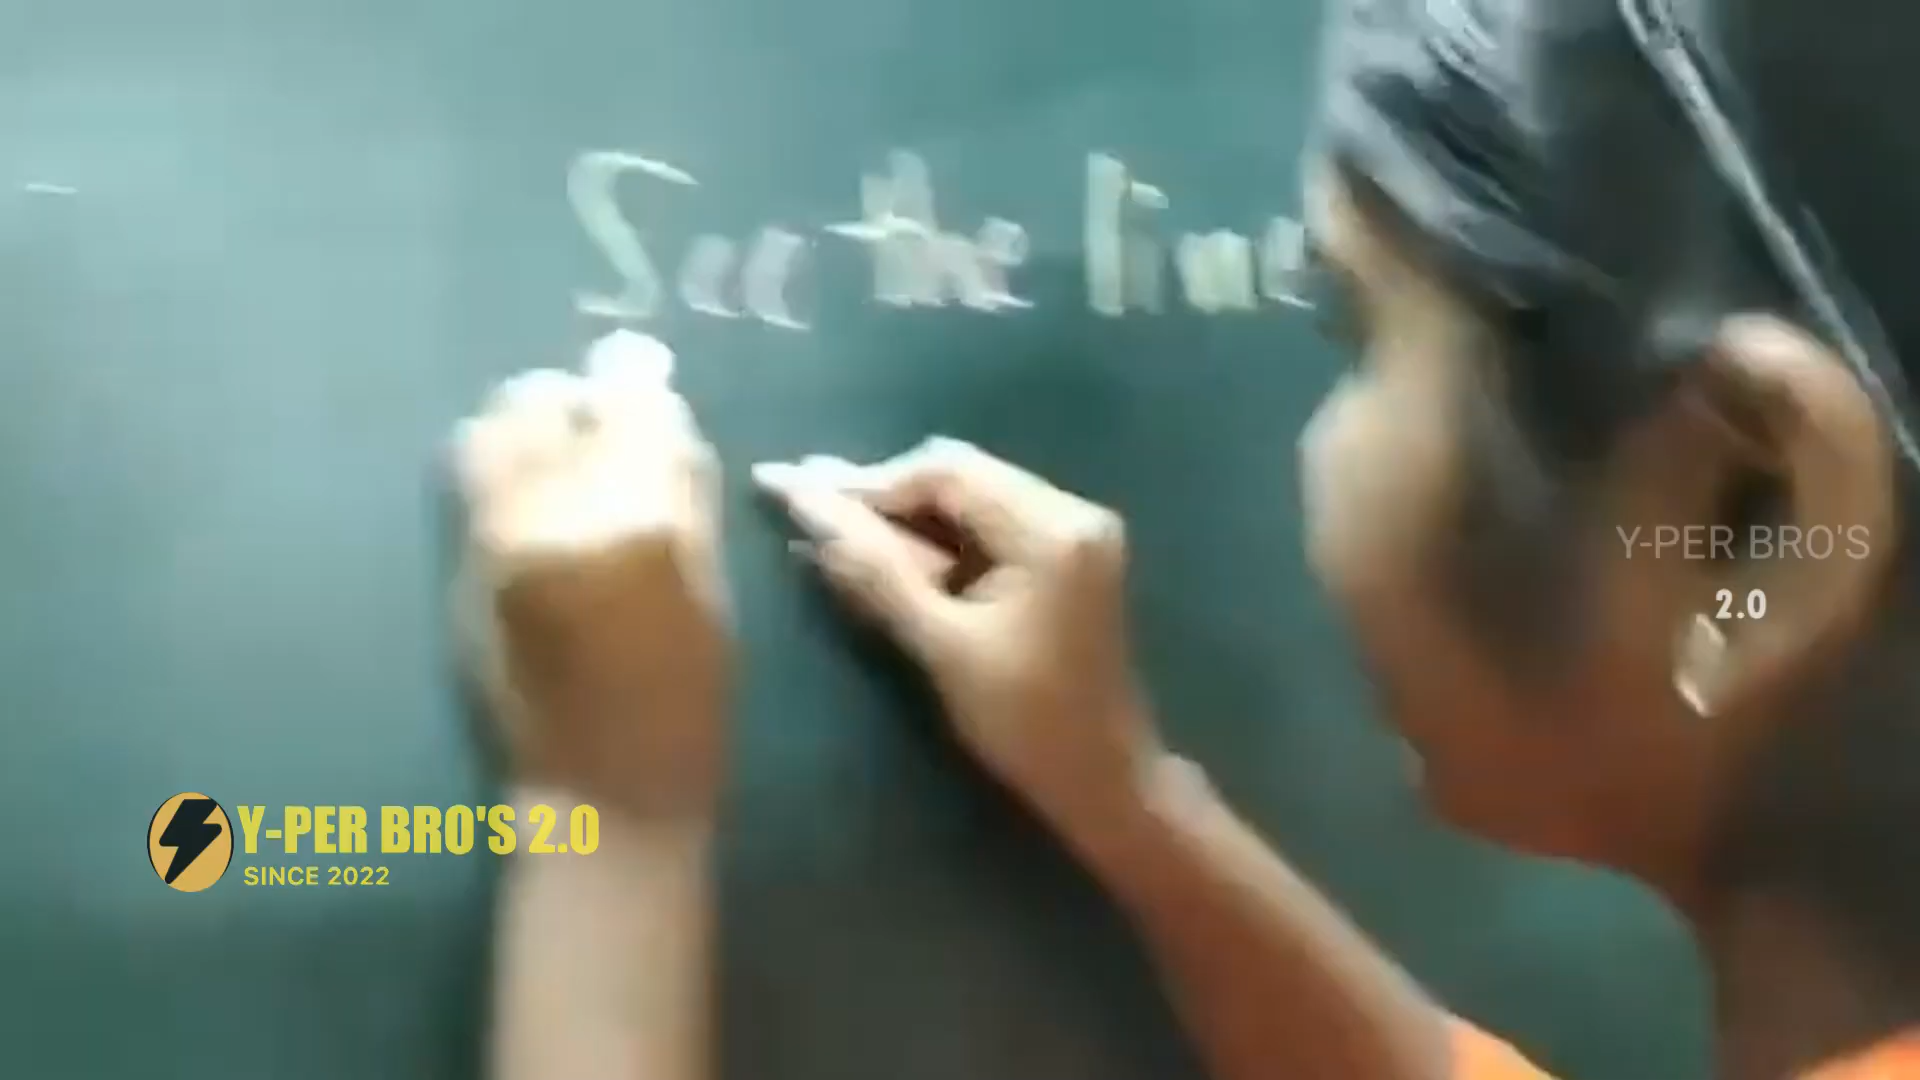 See the line
Y-PER BRO'S
2.0
Y-PER BRO'S 2.0
SINCE 2022